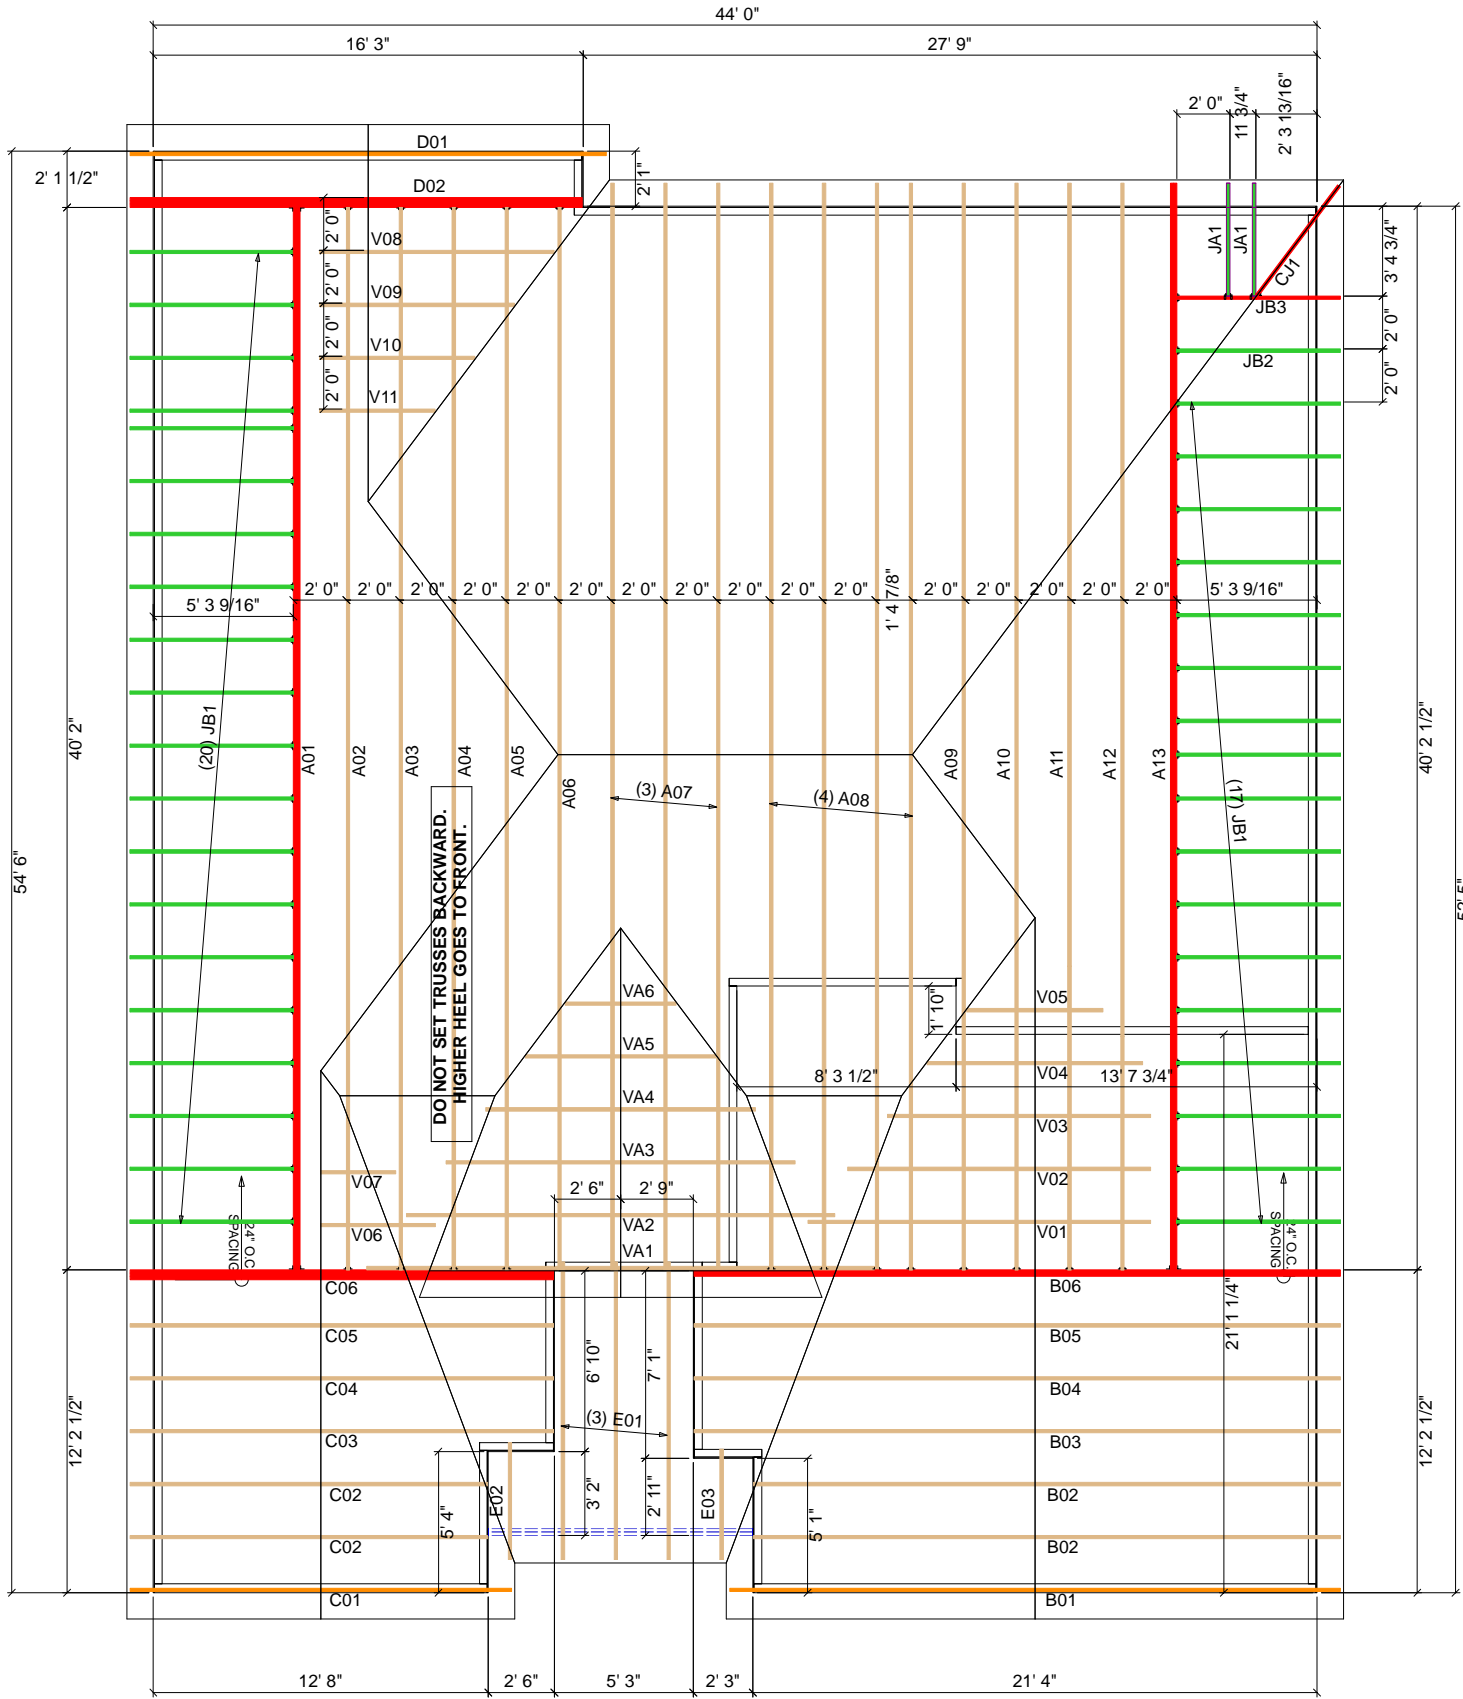 44' 0"
16' 3"
27' 9"
2' 0"
11 3/4"
2' 3 13/16"
D01
2' 1 1/2"
2' 1"
D02
JA1
JA1
CJ1
3' 4 3/4"
2' 0"
V08
2' 0"
V09
JB3
2' 0"
2' 0"
V10
JB2
2' 0"
2' 0"
V11
2' 0"
2' 0"
2' 0"
2' 0"
2' 0"
2' 0"
2' 0"
2' 0"
2' 0"
2' 0"
2' 0"
1' 4 7/8"
2' 0"
2' 0"
2' 0"
2' 0"
2' 0"
5' 3 9/16"
5' 3 9/16"
40' 2"
(20) JB1
A01
A02
A03
A04
A05
A06
(3) A07
(4) A08
A09
A10
A11
A12
A13
(17) JB1
40' 2 1/2"
54' 6"
52' 5"
DO NOT SET TRUSSES BACKWARD.
HIGHER HEEL GOES TO FRONT.
VA6
1' 10"
V05
VA5
8' 3 1/2"
V04
13' 7 3/4"
VA4
V03
VA3
V07
2' 6"
2' 9"
V02
24" O.C.
SPACING
V06
VA2
V01
24" O.C.
SPACING
VA1
C06
B06
21' 1 1/4"
C05
B05
6' 10"
7' 1"
C04
B04
(3) E01
C03
B03
12' 2 1/2"
12' 2 1/2"
C02
E02
3' 2"
2' 11"
E03
B02
5' 4"
5' 1"
C02
B02
C01
B01
12' 8"
2' 6"
5' 3"
2' 3"
21' 4"